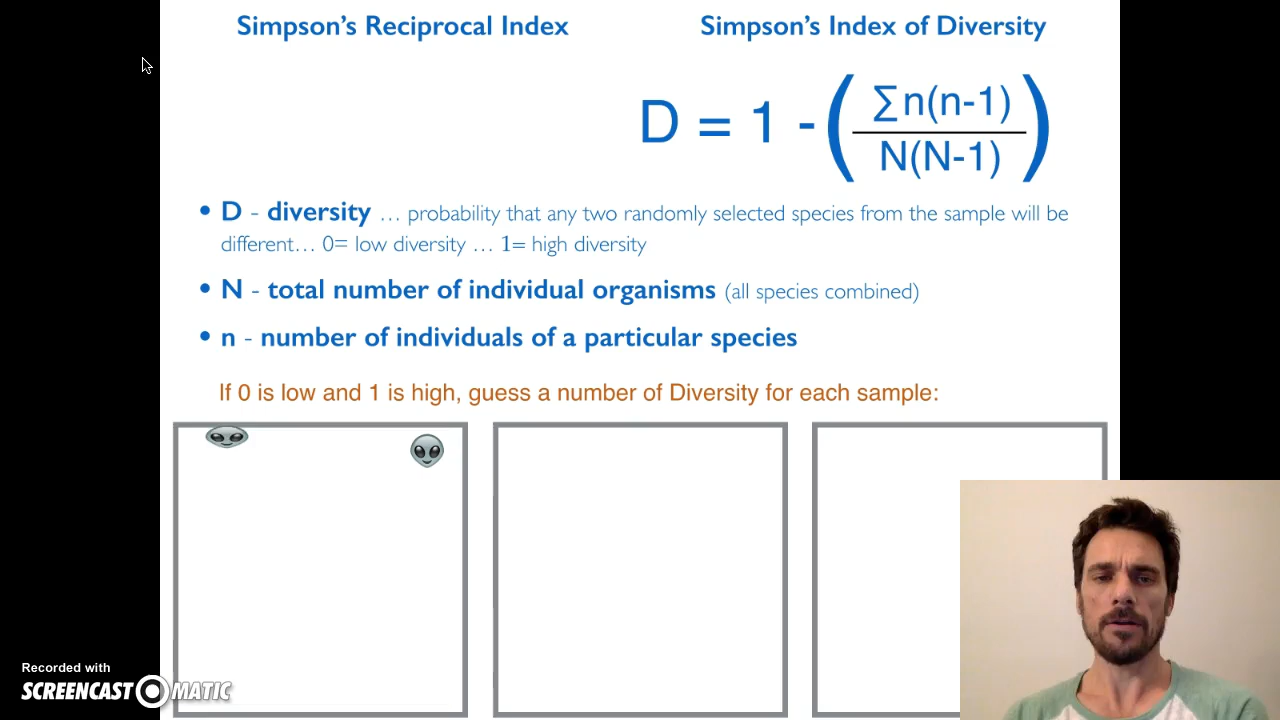 Simpson's Reciprocal Index
Simpson's Index of Diversity
D = 1 - (∑n(n-1)
N(N-1))
• D - diversity … probability that any two randomly selected species from the sample will be
different… 0= low diversity … 1= high diversity
• N - total number of individual organisms (all species combined)
• n - number of individuals of a particular species
If 0 is low and 1 is high, guess a number of Diversity for each sample:
Recorded with
SCREENCAST O MATIC